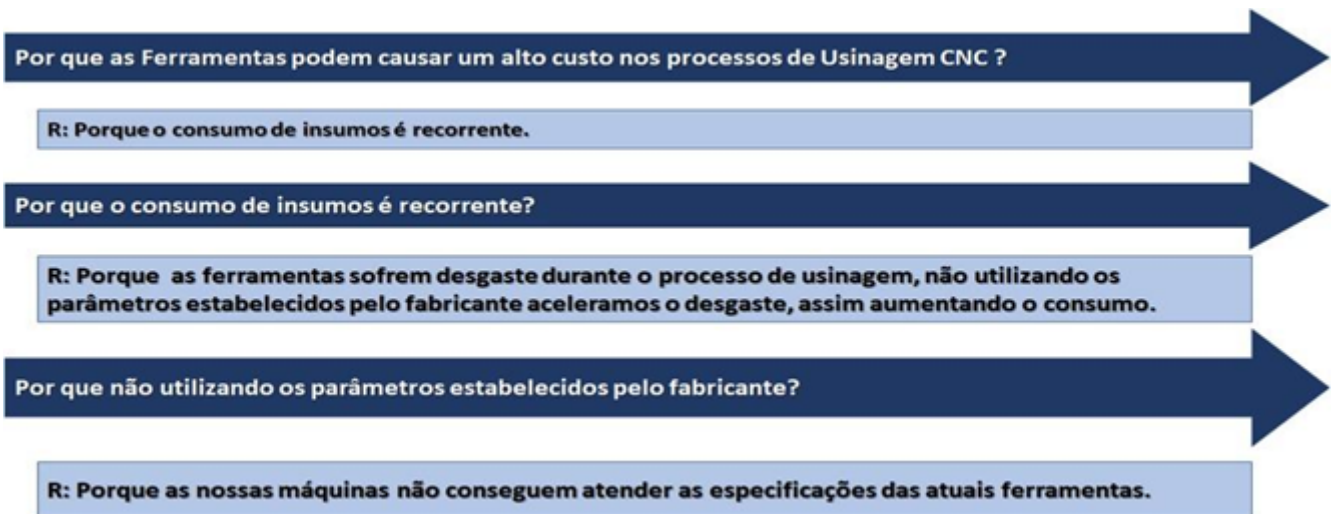 Por que as Ferramentas podem causar um alto custo nos processos de Usinagem CNC ?
R: Porque o consumo de insumos é recorrente.
Por que o consumo de insumos é recorrente?
R: Porque as ferramentas sofrem desgaste durante o processo de usinagem, não utilizando os
parâmetros estabelecidos pelo fabricante aceleramos o desgaste, assim aumentando o consumo.
Por que não utilizando os parâmetros estabelecidos pelo fabricante?
R: Porque as nossas máquinas não conseguem atender as especificações das atuais ferramentas.